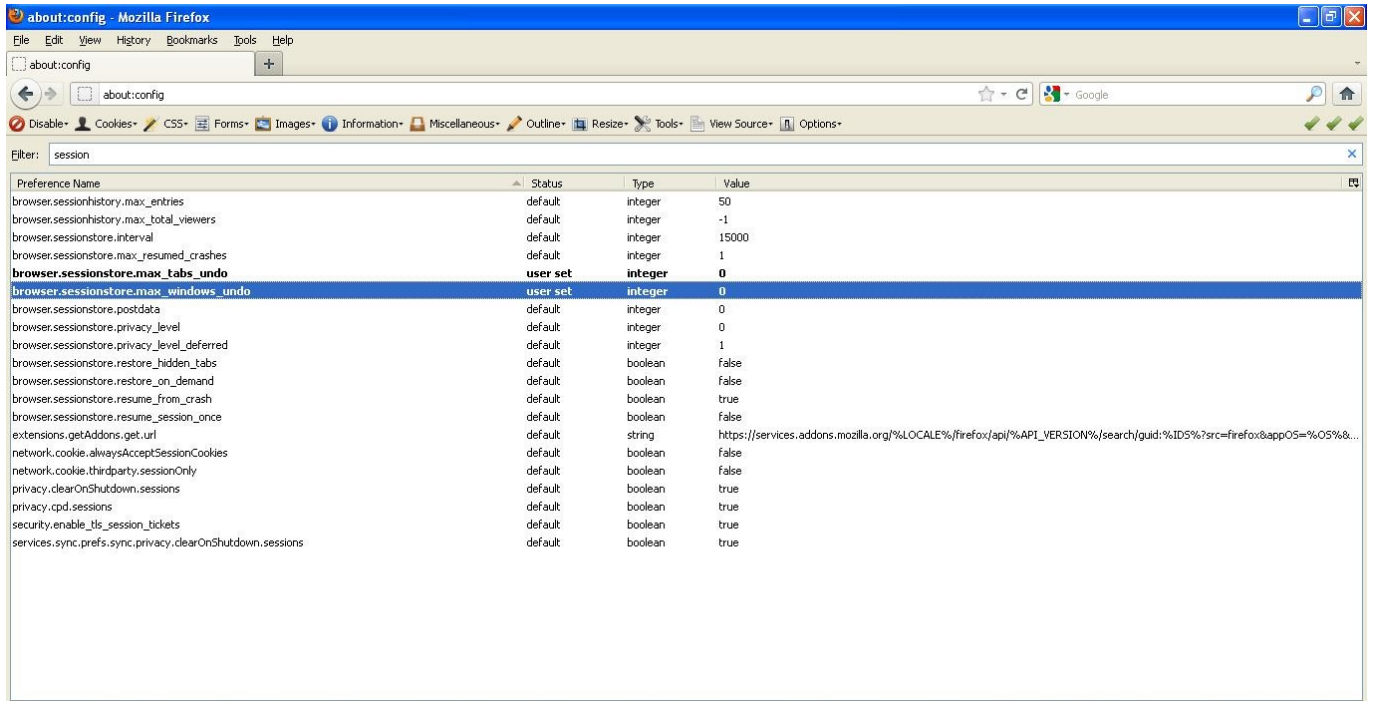 about:config - Mozilla Firefox
File Edit View History Bookmarks Tools Help
about:config
about:config Google
Disable Cookies CSS Forms Images Information Miscellaneous Outline Resize Tools View Source Options
Filter: session
Preference Name Status Type Value
browser.sessionhistory.max_entries default integer 50
browser.sessionhistory.max_total_viewers default integer -1
browser.sessionstore.interval default integer 15000
browser.sessionstore.max_resumed_crashes default integer 1
browser.sessionstore.max_tabs_undo user set integer 0
browser.sessionstore.max_windows_undo user set integer 0
browser.sessionstore.postdata default integer 0
browser.sessionstore.privacy_level default integer 0
browser.sessionstore.privacy_level_deferred default integer 1
browser.sessionstore.restore_hidden_tabs default boolean false
browser.sessionstore.restore_on_demand default boolean false
browser.sessionstore.resume_from_crash default boolean true
browser.sessionstore.resume_session_once default boolean false
extensions.getAddons.get.url default string https://services.addons.mozilla.org/%LOCALE%/firefox/api/%API_VERSION%/search/guid:%IDS%?src=firefox&appOS=%OS%&...
network.cookie.alwaysAcceptSessionCookies default boolean false
network.cookie.thirdparty.sessionOnly default boolean false
privacy.clearOnShutdown.sessions default boolean true
privacy.cpd.sessions default boolean true
security.enable_tls_session_tickets default boolean true
services.sync.prefs.sync.privacy.clearOnShutdown.sessions default boolean true